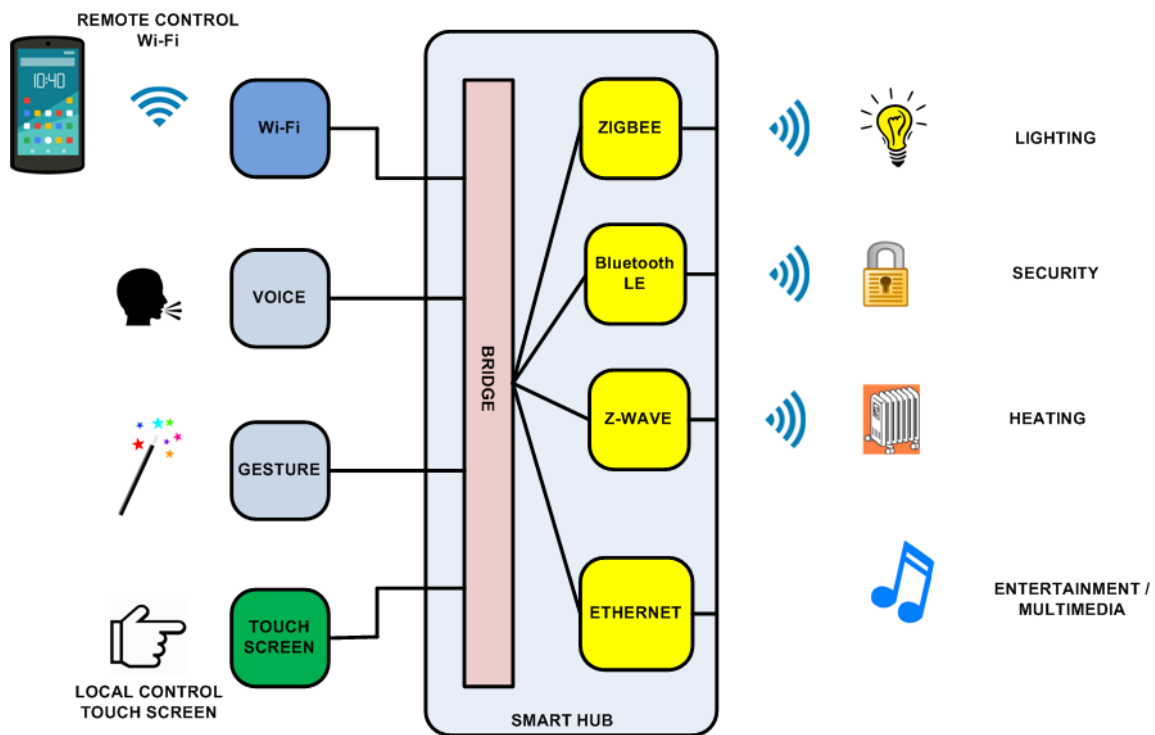 REMOTE CONTROL
Wi-Fi
10:40
Wi-Fi
ZIGBEE
LIGHTING
VOICE
Bluetooth
LE
SECURITY
BRIDGE
Z-WAVE
HEATING
GESTURE
ETHERNET
ENTERTAINMENT /
MULTIMEDIA
TOUCH
SCREEN
LOCAL CONTROL
TOUCH SCREEN
SMART HUB